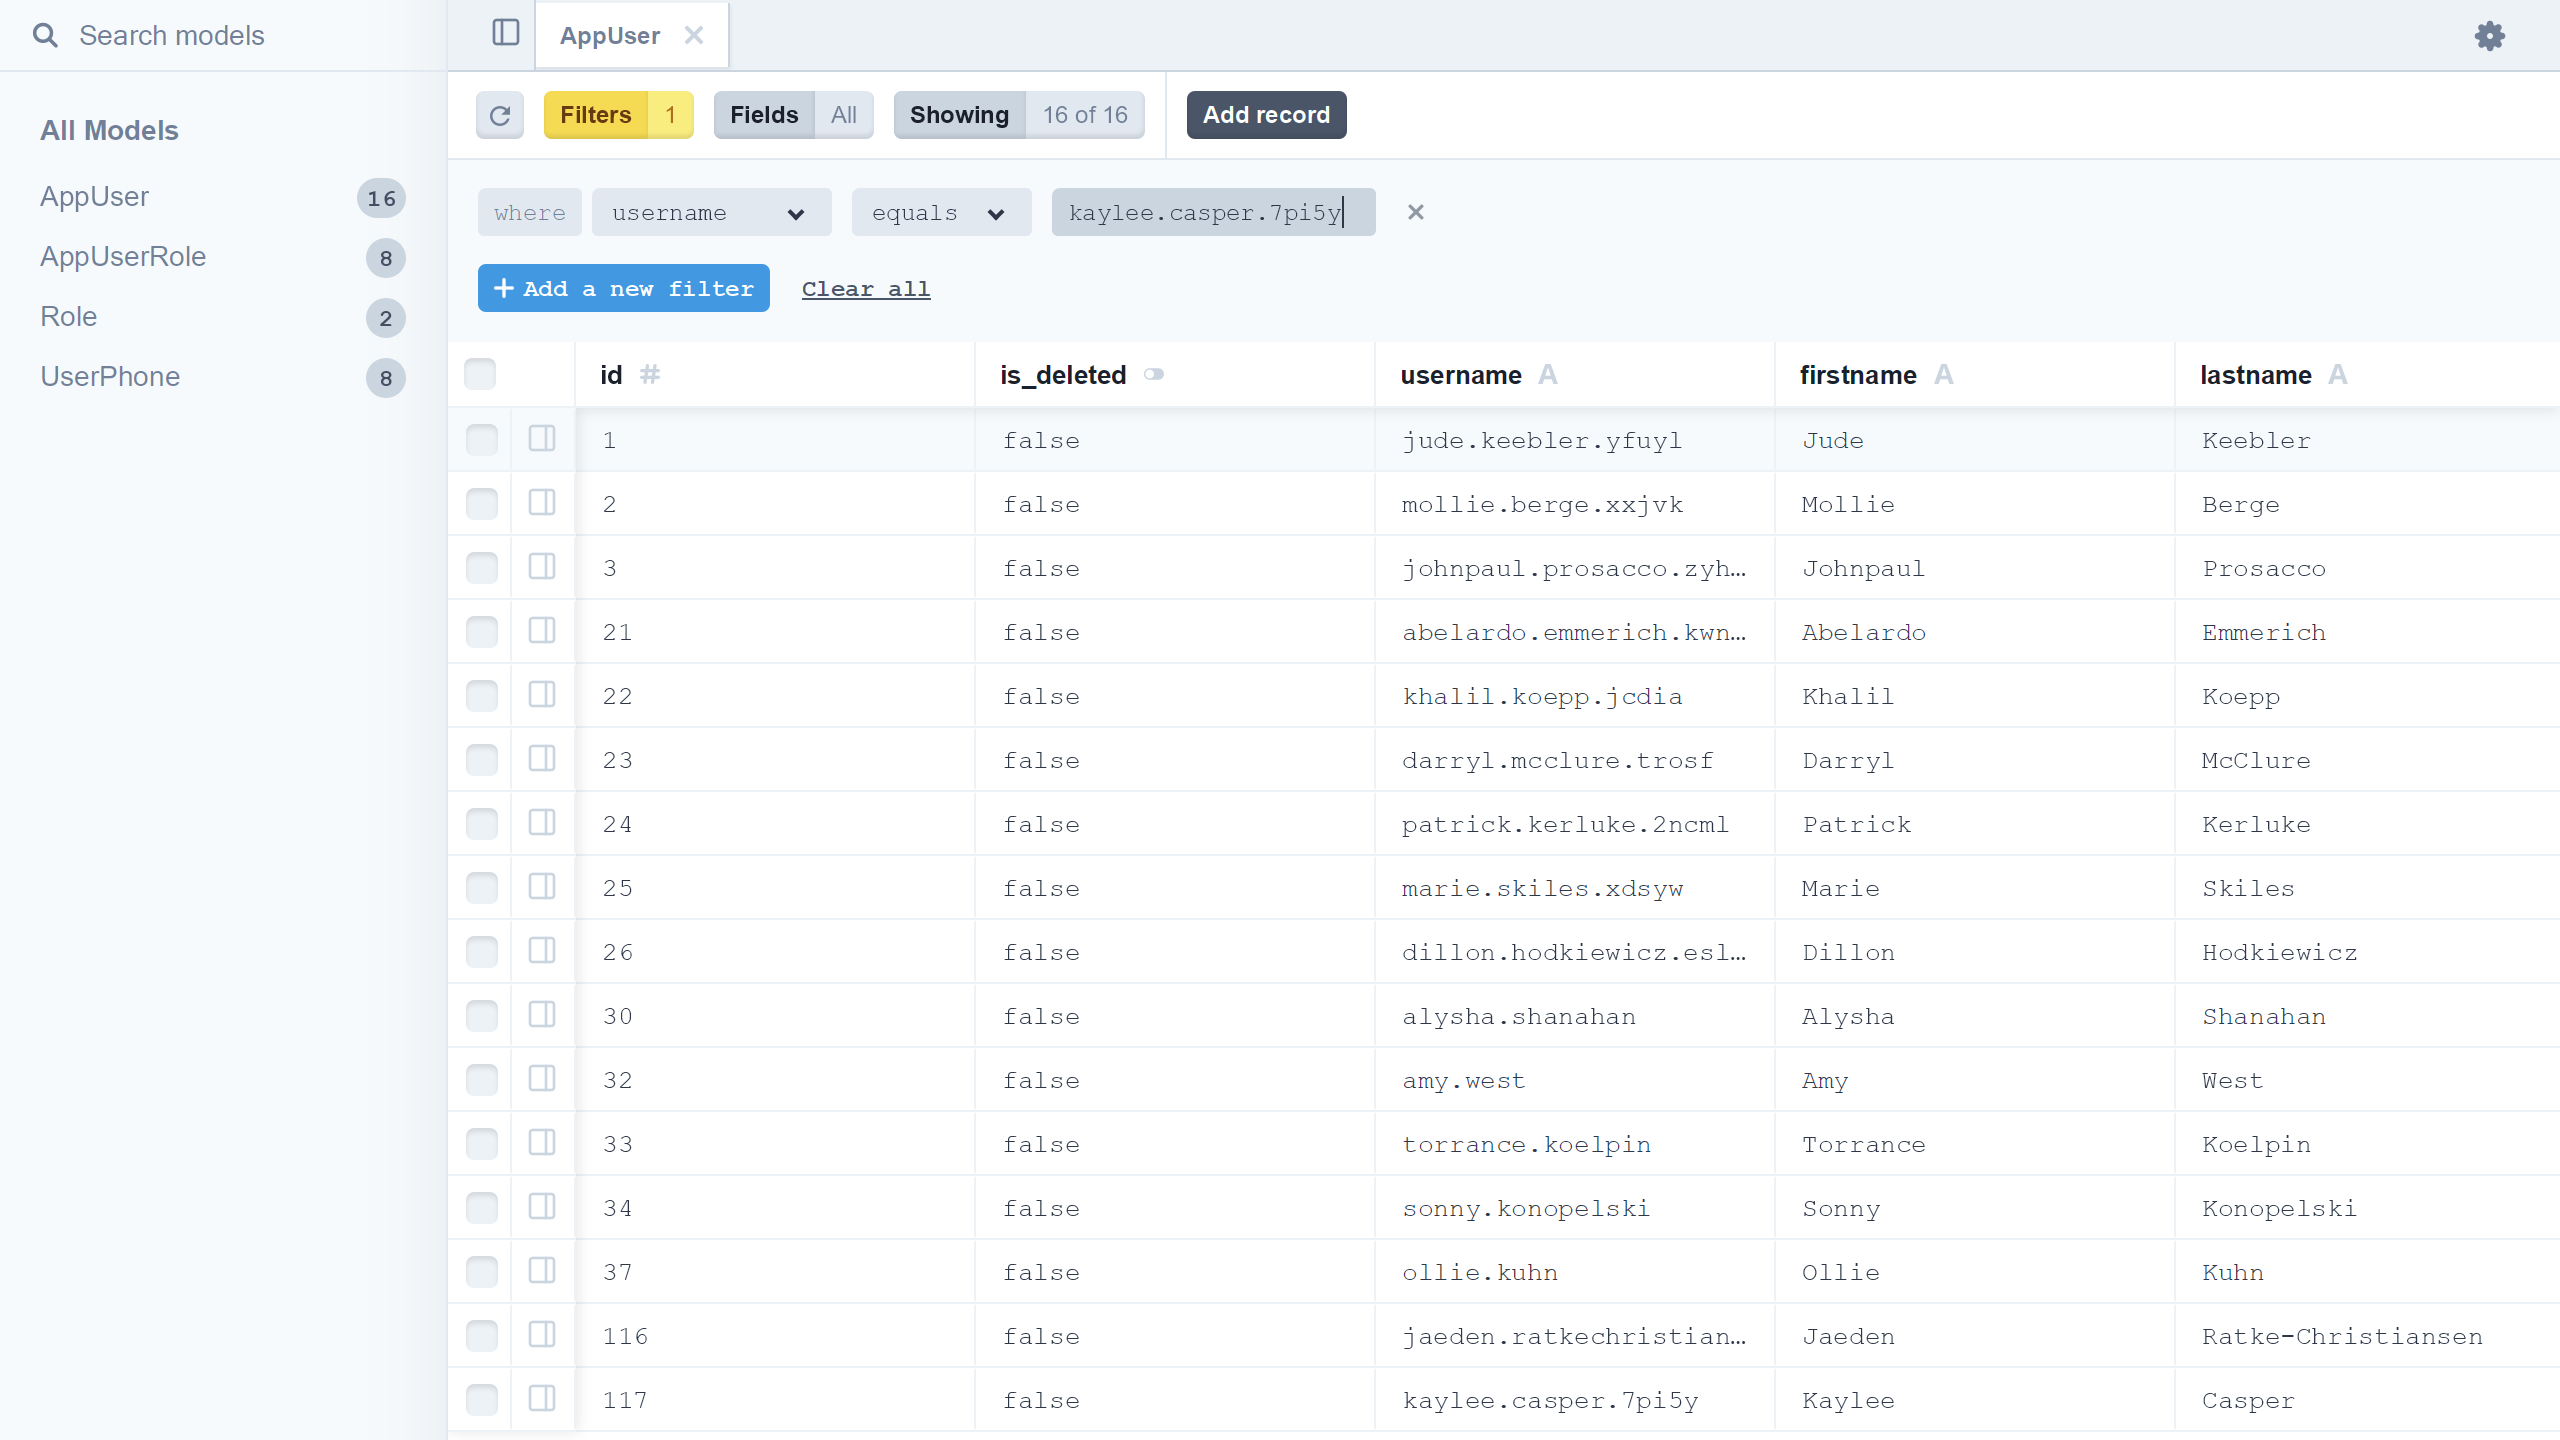 Search models
AppUser
All Models
AppUser 16
AppUserRole 8
Role 2
UserPhone 8
Filters 1 Fields All Showing 16 of 16 Add record
where username equals kaylee.casper.7pi5y
Add a new filter Clear all
id # is_deleted username A firstname A lastname A
1 false jude.keebler.yfuyl Jude Keebler
2 false mollie.berge.xxjvk Mollie Berge
3 false johnpaul.prosacco.zyh… Johnpaul Prosacco
21 false abelardo.emmerich.kwn… Abelardo Emmerich
22 false khalil.koepp.jcdia Khalil Koepp
23 false darryl.mcclure.trosf Darryl McClure
24 false patrick.kerluke.2ncml Patrick Kerluke
25 false marie.skiles.xdsyw Marie Skiles
26 false dillon.hodkiewicz.esl… Dillon Hodkiewicz
30 false alysha.shanahan Alysha Shanahan
32 false amy.west Amy West
33 false torrance.koelpin Torrance Koelpin
34 false sonny.konopelski Sonny Konopelski
37 false ollie.kuhn Ollie Kuhn
116 false jaeden.ratkechristian… Jaeden Ratke-Christiansen
117 false kaylee.casper.7pi5y Kaylee Casper